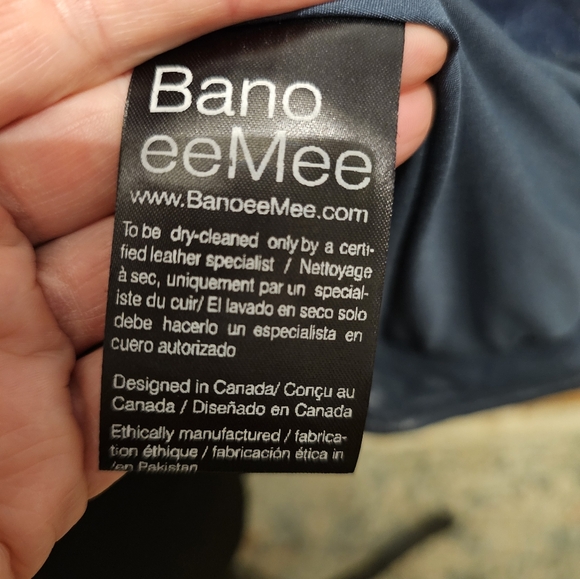 Bano
eeMee
www.BanoeeMee.com
To be dry-cleaned only by a certi-
fied leather specialist / Nettoyage
à sec, uniquement par un special-
iste du cuir/ El lavado en seco solo
debe hacerlo un especialista en
cuero autorizado
Designed in Canada/ Conçu au
Canada / Diseñado en Canada
Ethically manufactured / fabrica-
tion éthique / fabricación ética in
/en Pakistan